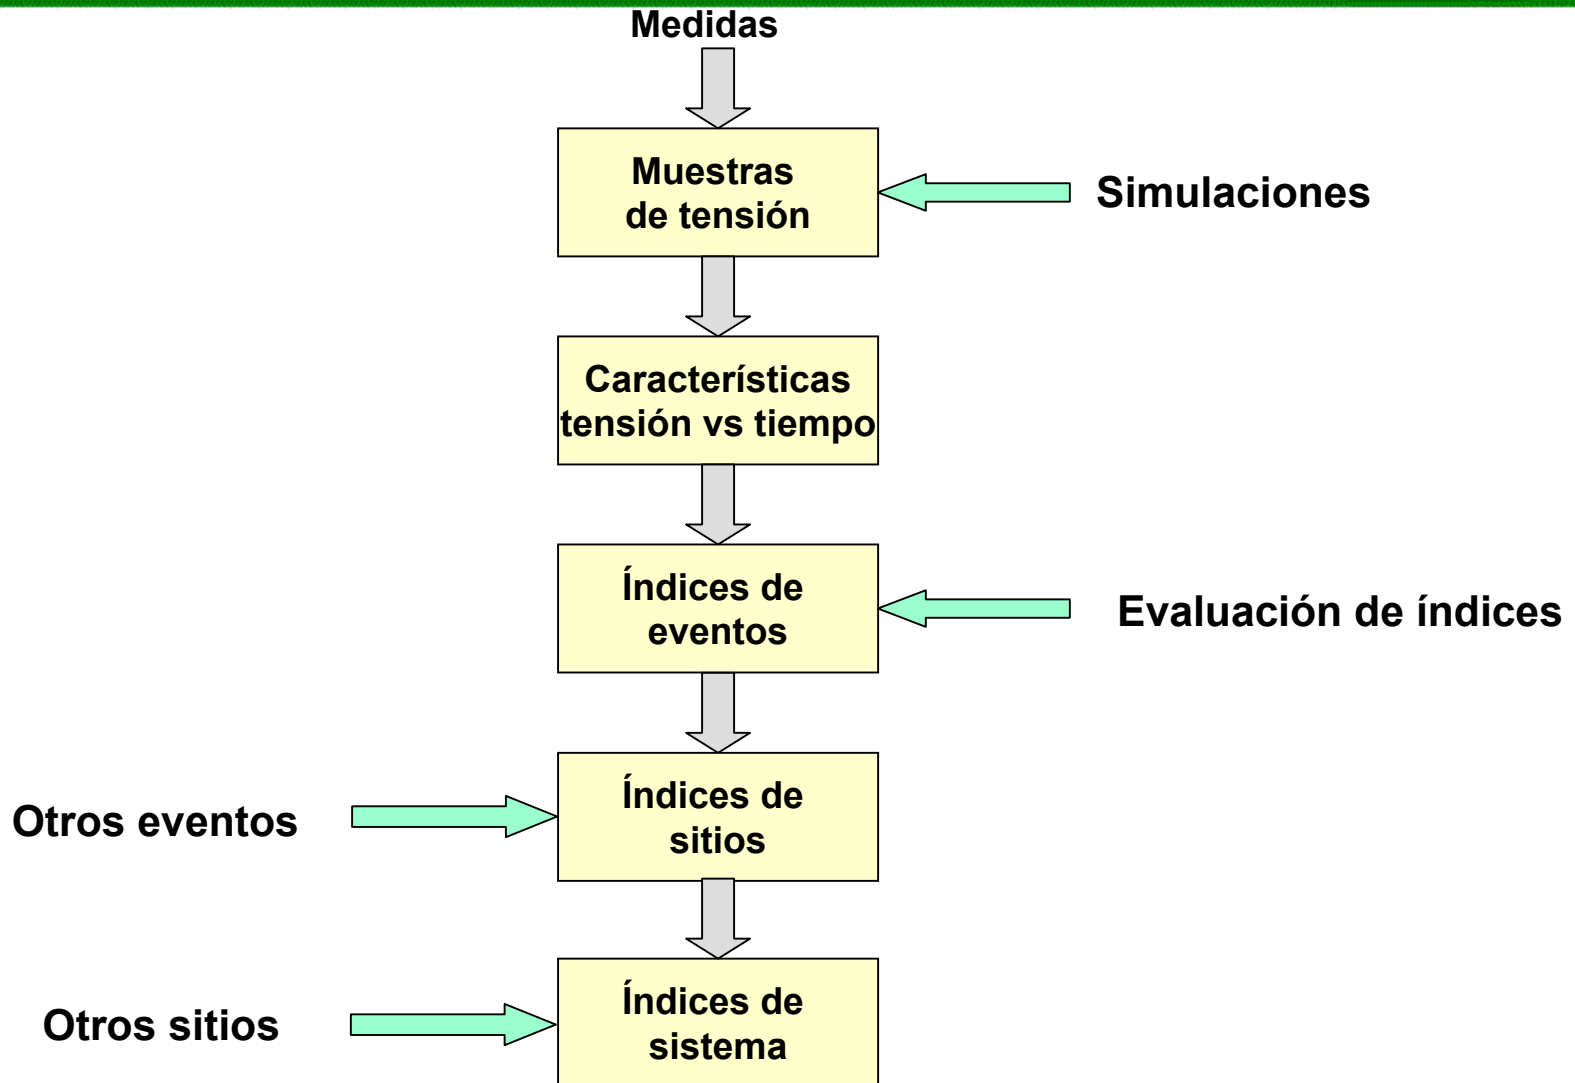 Medidas
Muestras
de tensión
Simulaciones
Características
tensión vs tiempo
Índices de
eventos
Evaluación de índices
Otros eventos
Índices de
sitios
Otros sitios
Índices de
sistema